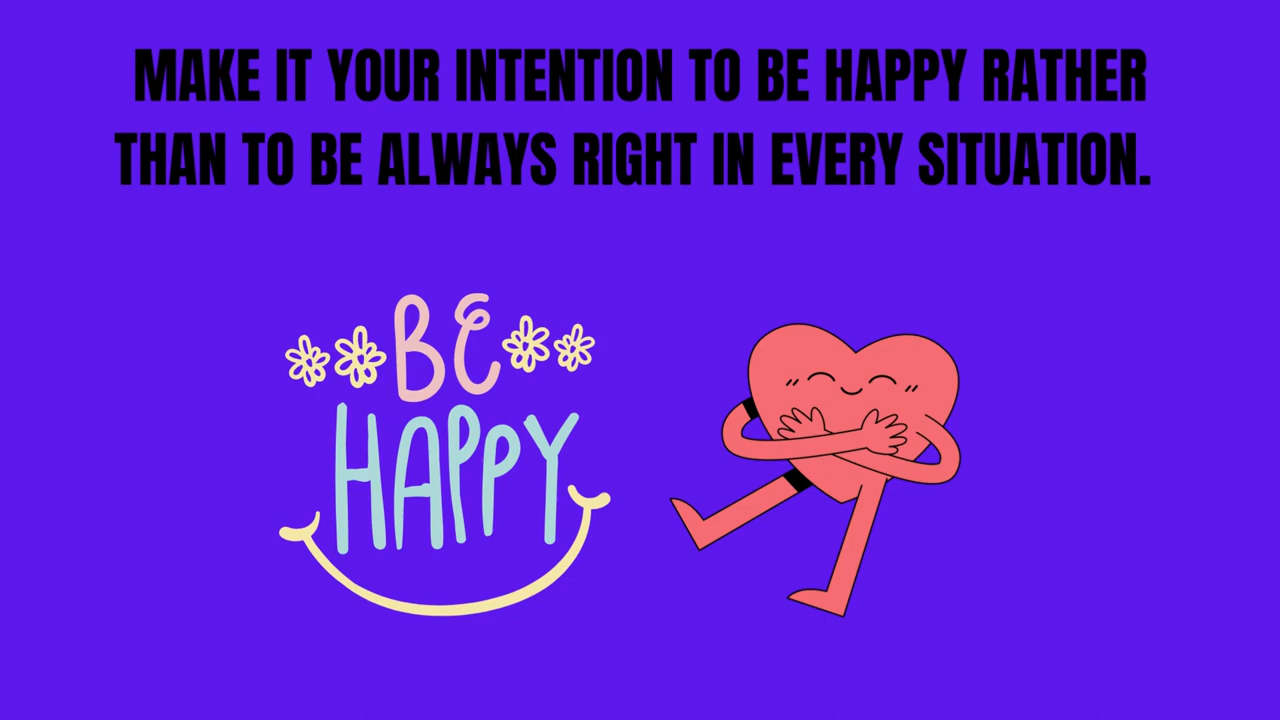 MAKE IT YOUR INTENTION TO BE HAPPY RATHER
THAN TO BE ALWAYS RIGHT IN EVERY SITUATION.
BE
HAPPY